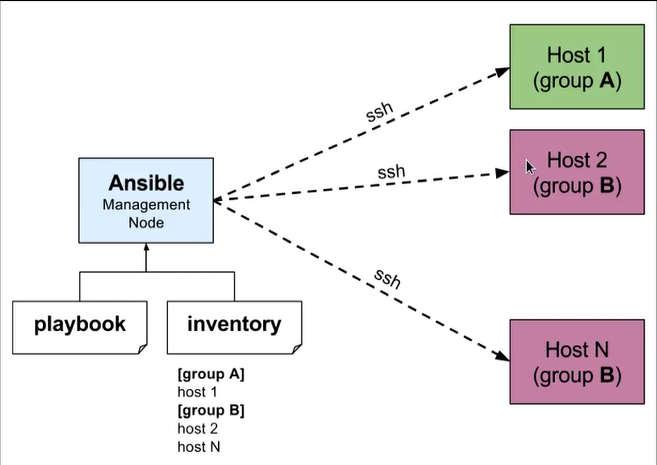 Host 1
(group A)
ssh
Host 2
(group B)
ssh
Ansible
Management
Node
ssh
playbook
inventory
Host N
(group B)
[group A]
host 1
[group B]
host 2
host N